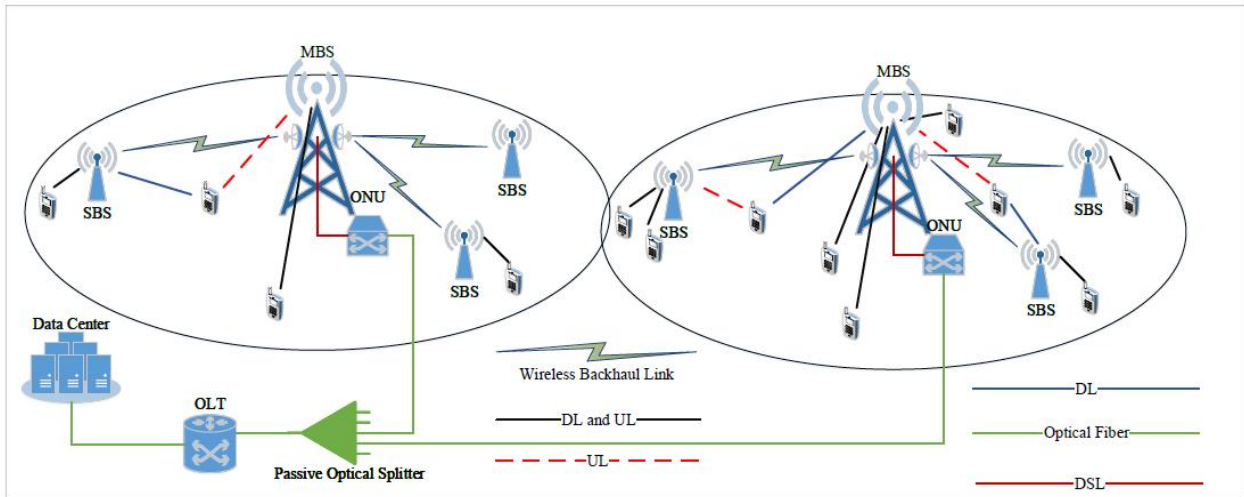 MBS
MBS
ONU
SBS
SBS
SBS
SBS
SBS
ONU
SBS
Data Center
OLT
Passive Optical Splitter
Wireless Backhaul Link
DL and UL
UL
DL
Optical Fiber
DSL